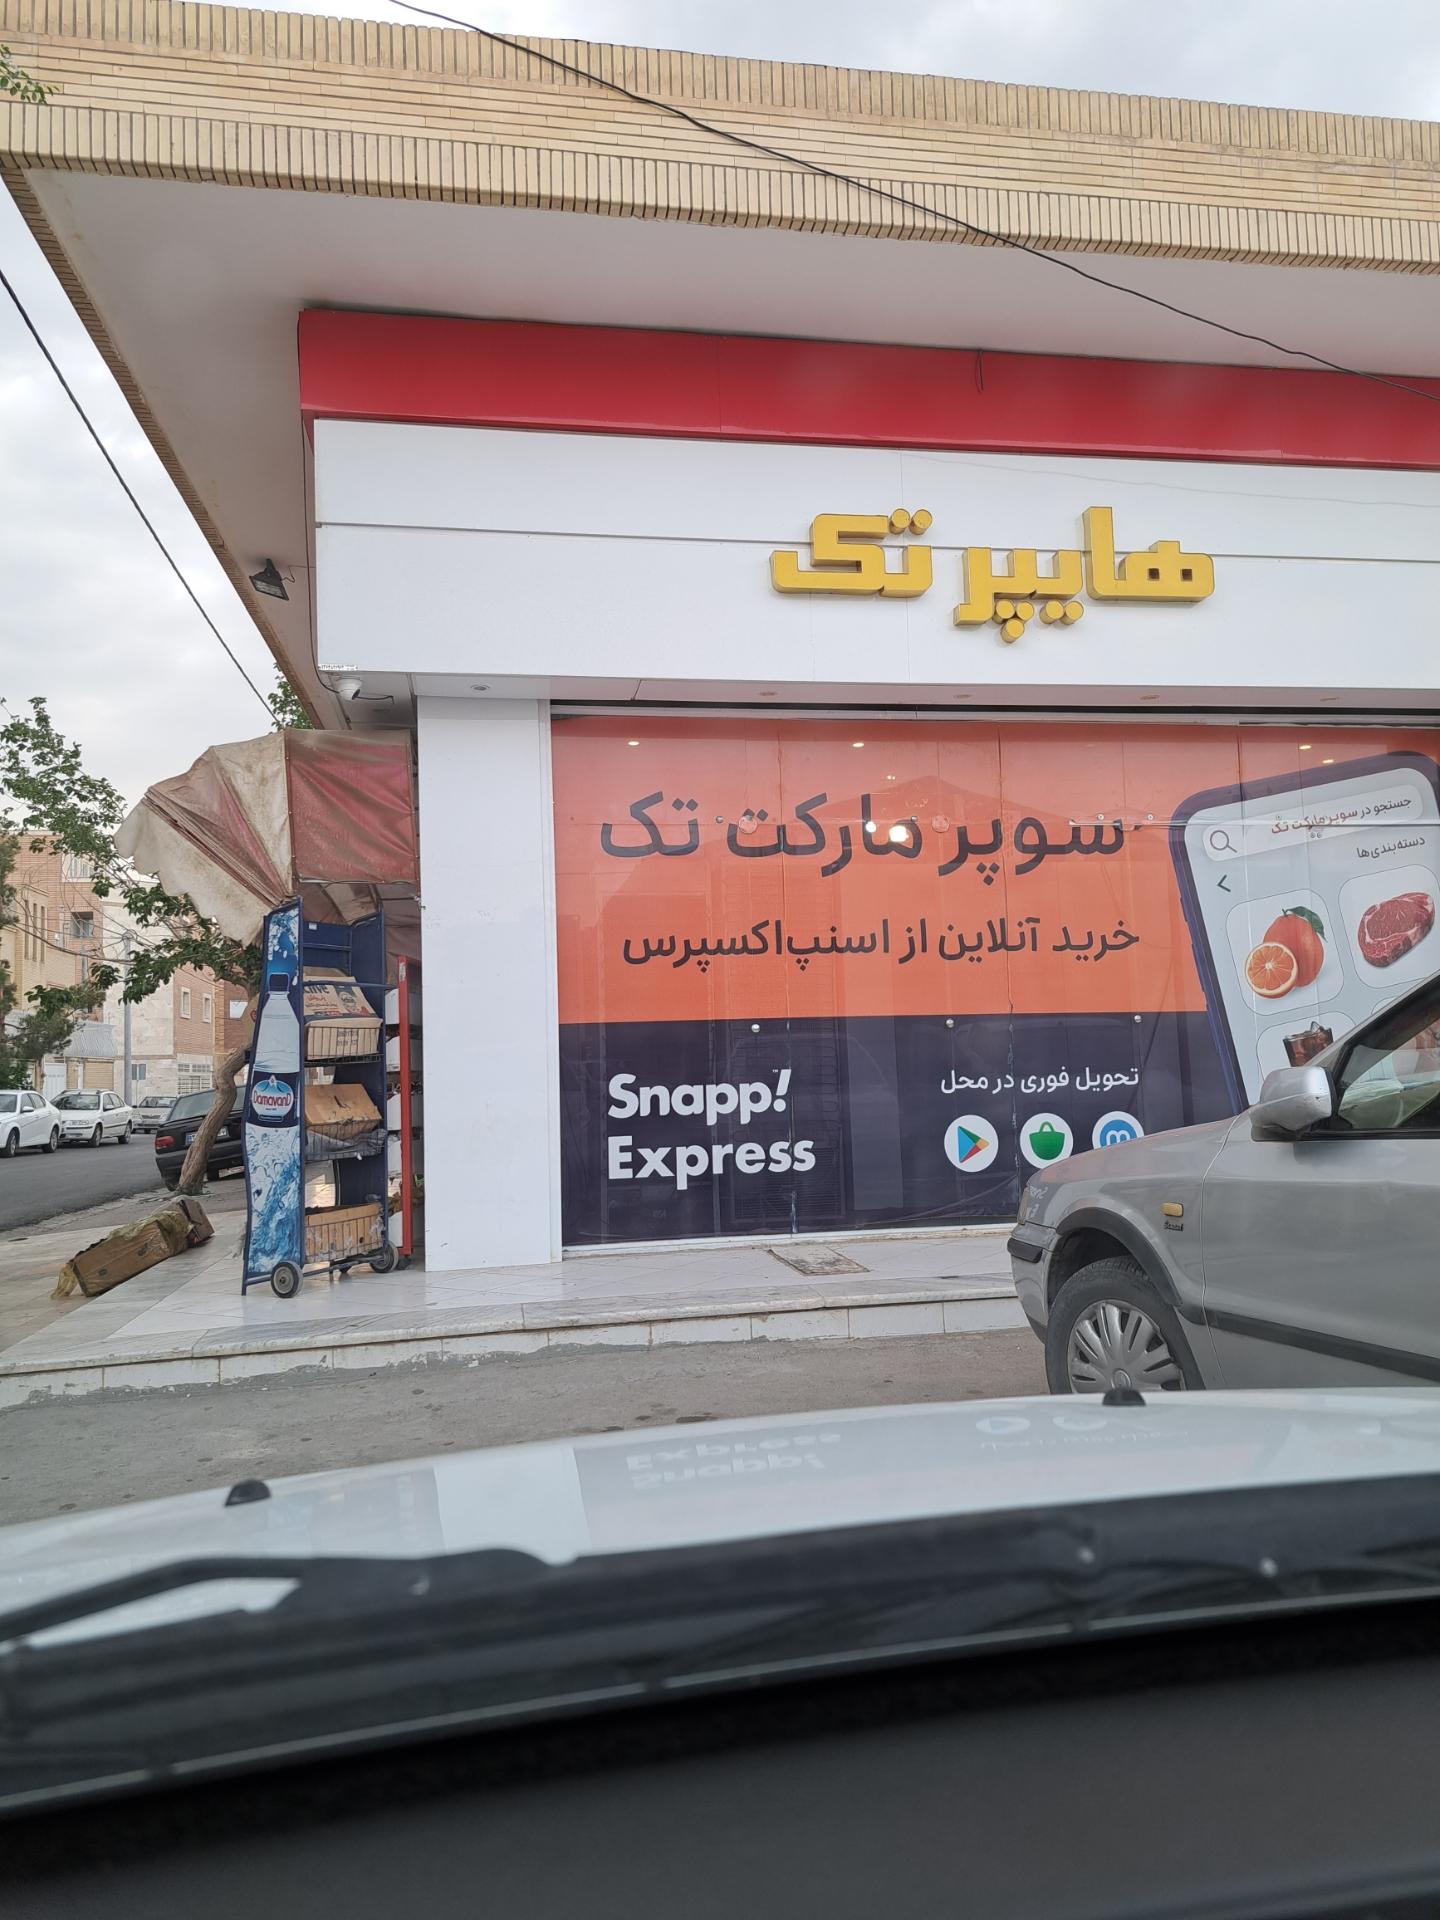 هایپر تک
سوپر مارکت تک
خرید آنلاین از اسنپ‌اکسپرس
Snapp!
Express
تحویل فوری در محل
جستجو در سوپر مارکت تک
دسته‌بندی‌ها
DamavanD